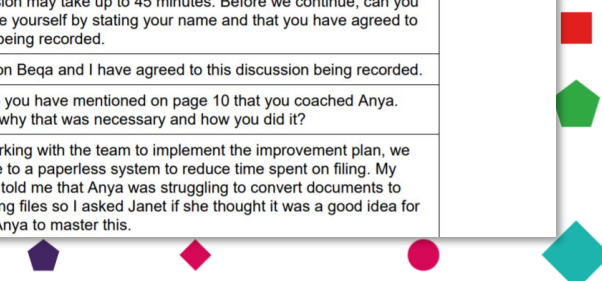 sion may take up to 45 minutes. Before we continue, can you
e yourself by stating your name and that you have agreed to
being recorded.
on Beqa and I have agreed to this discussion being recorded.
you have mentioned on page 10 that you coached Anya.
why that was necessary and how you did it?
rking with the team to implement the improvement plan, we
e to a paperless system to reduce time spent on filing. My
told me that Anya was struggling to convert documents to
ng files so I asked Janet if she thought it was a good idea for
Anya to master this.